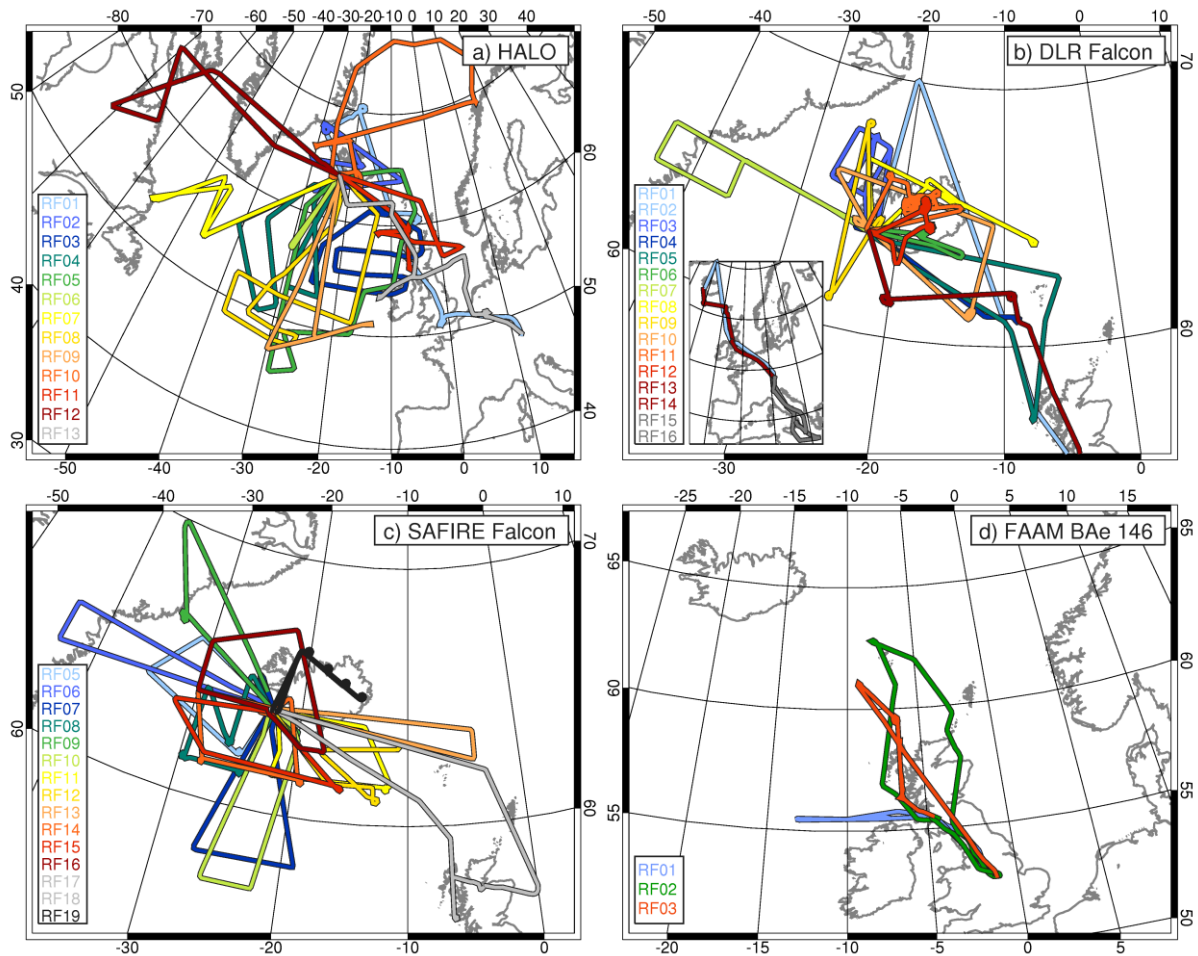 -80 -70 -60 -50 -40 -30 -20 -10 0 10 20 25 30 40
a) HALO
50
60
40
50
30
40
RF01
RF02
RF03
RF04
RF05
RF06
RF07
RF08
RF09
RF10
RF11
RF12
RF13
-50 -40 -30 -20 -10 0 10
-50 -40 -30 -20 -10 0 10
b) DLR Falcon
70
60
60
RF01
RF02
RF03
RF04
RF05
RF06
RF07
RF08
RF09
RF10
RF11
RF12
RF13
RF14
RF15
RF16
-30 -20 -10 0
-50 -40 -30 -20 -10 0 10
c) SAFIRE Falcon
70
60
60
RF05
RF06
RF07
RF08
RF09
RF10
RF11
RF12
RF13
RF14
RF15
RF16
RF17
RF18
RF19
-30 -20 -10 0
-25 -20 -15 -10 -5 0 5 10 15
d) FAAM BAe 146
65
65
60
60
55
55
50
RF01
RF02
RF03
-20 -15 -10 -5 0 5